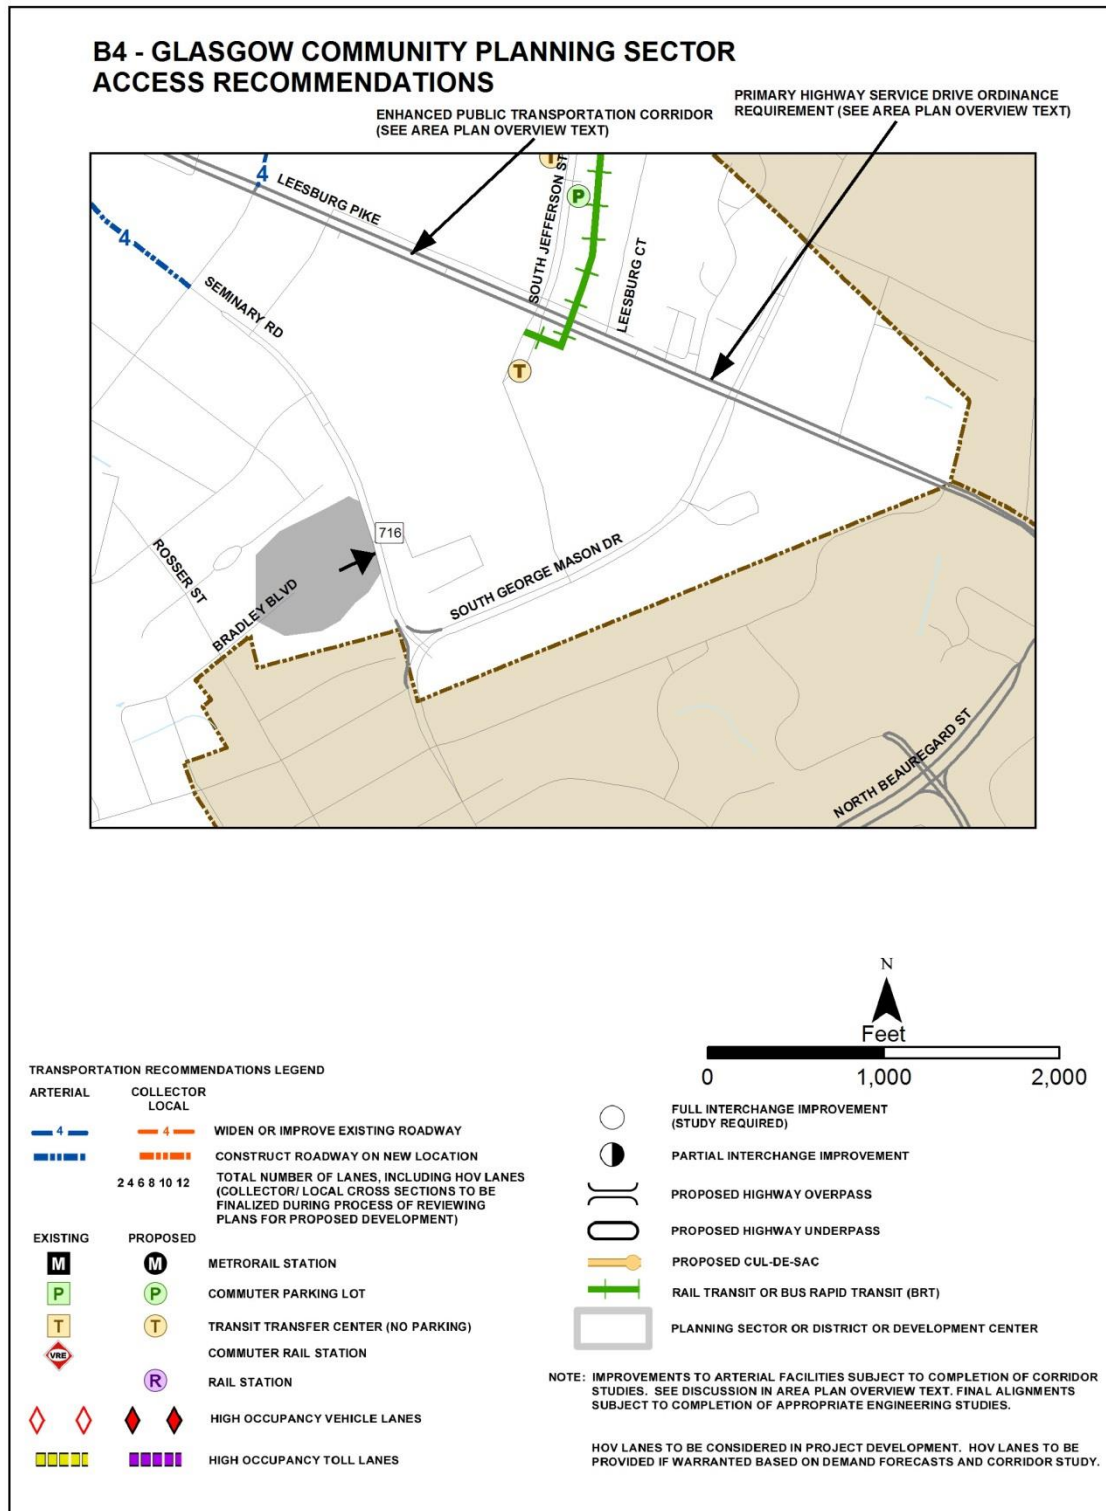 B4 - GLASGOW COMMUNITY PLANNING SECTOR
ACCESS RECOMMENDATIONS
PRIMARY HIGHWAY SERVICE DRIVE ORDINANCE
REQUIREMENT (SEE AREA PLAN OVERVIEW TEXT)
ENHANCED PUBLIC TRANSPORTATION CORRIDOR
(SEE AREA PLAN OVERVIEW TEXT)
4
LEESBURG PIKE
T
P
SOUTH JEFFERSON ST
LEESBURG CT
4
SEMINARY RD
T
716
ROSSER ST
BRADLEY BLVD
SOUTH GEORGE MASON DR
NORTH BEAUREGARD ST
N
Feet
0 1,000 2,000
TRANSPORTATION RECOMMENDATIONS LEGEND
ARTERIAL COLLECTOR
LOCAL
4 4 WIDEN OR IMPROVE EXISTING ROADWAY
CONSTRUCT ROADWAY ON NEW LOCATION
2 4 6 8 10 12 TOTAL NUMBER OF LANES, INCLUDING HOV LANES
(COLLECTOR/ LOCAL CROSS SECTIONS TO BE
FINALIZED DURING PROCESS OF REVIEWING
PLANS FOR PROPOSED DEVELOPMENT)
EXISTING PROPOSED
M M METRORAIL STATION
P P COMMUTER PARKING LOT
T T TRANSIT TRANSFER CENTER (NO PARKING)
VRE COMMUTER RAIL STATION
R RAIL STATION
HIGH OCCUPANCY VEHICLE LANES
HIGH OCCUPANCY TOLL LANES
FULL INTERCHANGE IMPROVEMENT
(STUDY REQUIRED)
PARTIAL INTERCHANGE IMPROVEMENT
PROPOSED HIGHWAY OVERPASS
PROPOSED HIGHWAY UNDERPASS
PROPOSED CUL-DE-SAC
RAIL TRANSIT OR BUS RAPID TRANSIT (BRT)
PLANNING SECTOR OR DISTRICT OR DEVELOPMENT CENTER
NOTE: IMPROVEMENTS TO ARTERIAL FACILITIES SUBJECT TO COMPLETION OF CORRIDOR
STUDIES. SEE DISCUSSION IN AREA PLAN OVERVIEW TEXT. FINAL ALIGNMENTS
SUBJECT TO COMPLETION OF APPROPRIATE ENGINEERING STUDIES.
HOV LANES TO BE CONSIDERED IN PROJECT DEVELOPMENT. HOV LANES TO BE
PROVIDED IF WARRANTED BASED ON DEMAND FORECASTS AND CORRIDOR STUDY.